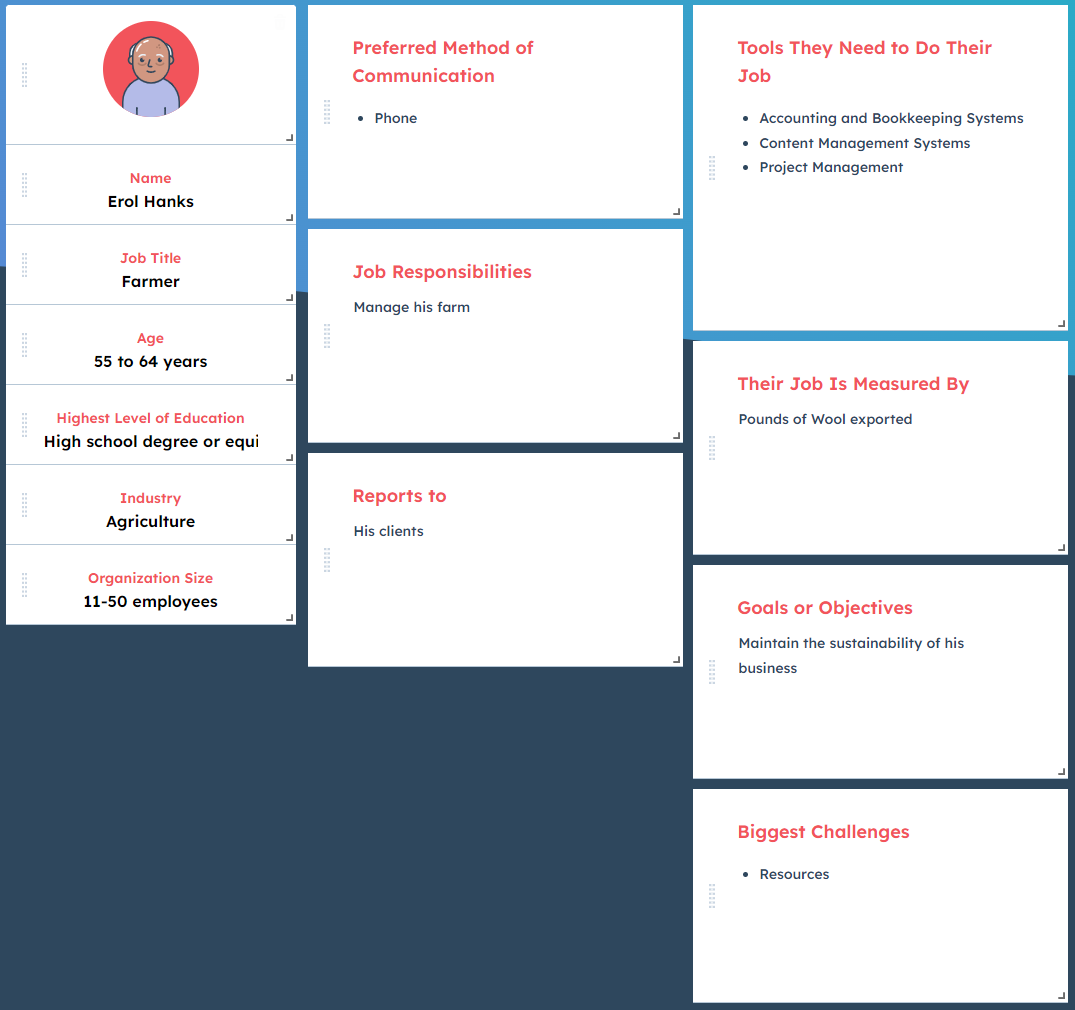 Name
Erol Hanks
Job Title
Farmer
Age
55 to 64 years
Highest Level of Education
High school degree or equi
Industry
Agriculture
Organization Size
11-50 employees
Preferred Method of
Communication
Phone
Job Responsibilities
Manage his farm
Reports to
His clients
Tools They Need to Do Their
Job
Accounting and Bookkeeping Systems
Content Management Systems
Project Management
Their Job Is Measured By
Pounds of Wool exported
Goals or Objectives
Maintain the sustainability of his
business
Biggest Challenges
Resources